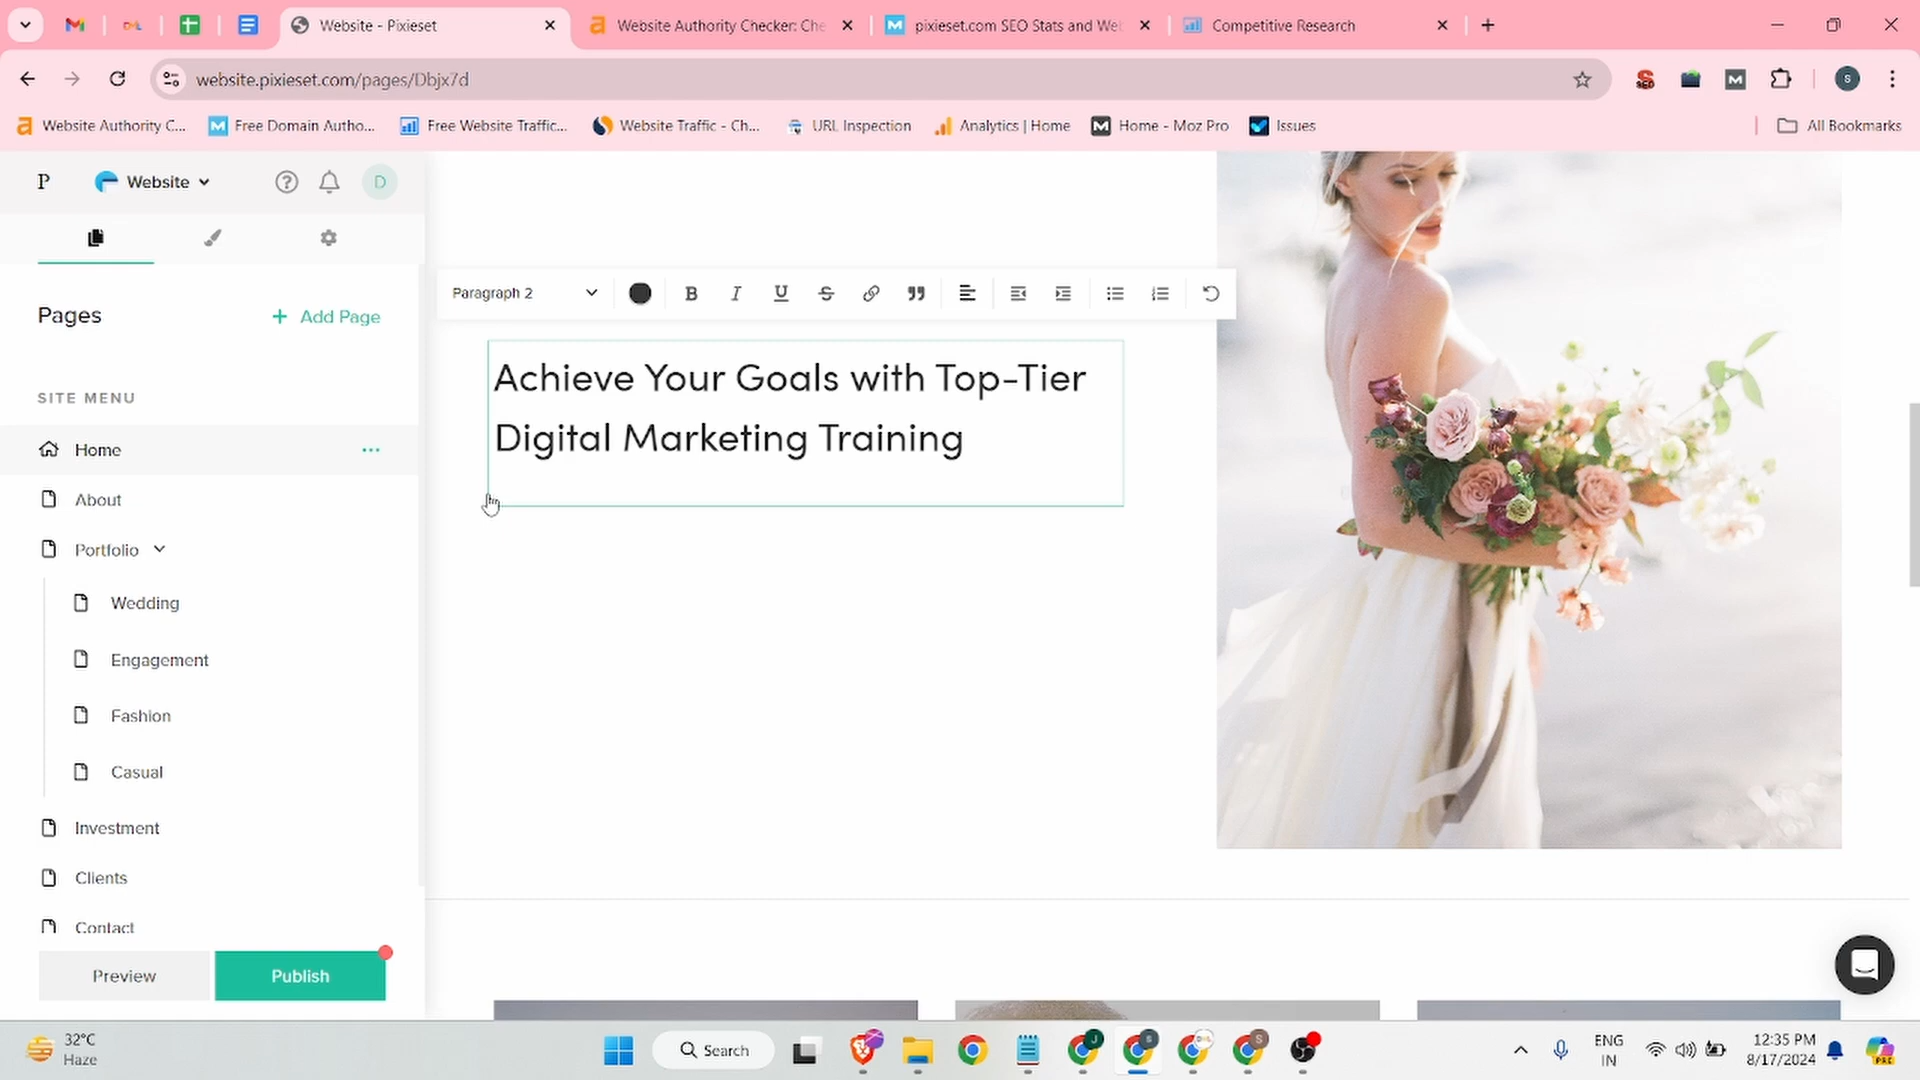 Website - Pixieset
Website Authority Checker: Che
pixieset.com SEO Stats and Wel
Competitive Research
website.pixieset.com/pages/Dbjx7d
Website Authority C...
Free Domain Autho...
Free Website Traffic...
Website Traffic - Ch...
URL Inspection
Analytics | Home
Home - Moz Pro
Issues
All Bookmarks
P
Website
D
Paragraph 2
B
I
U
S
Pages
+ Add Page
SITE MENU
Home
About
Portfolio
Wedding
Engagement
Fashion
Casual
Investment
Clients
Contact
Preview
Publish
Achieve Your Goals with Top-Tier
Digital Marketing Training
32°C
Haze
Search
ENG
IN
12:35 PM
8/17/2024